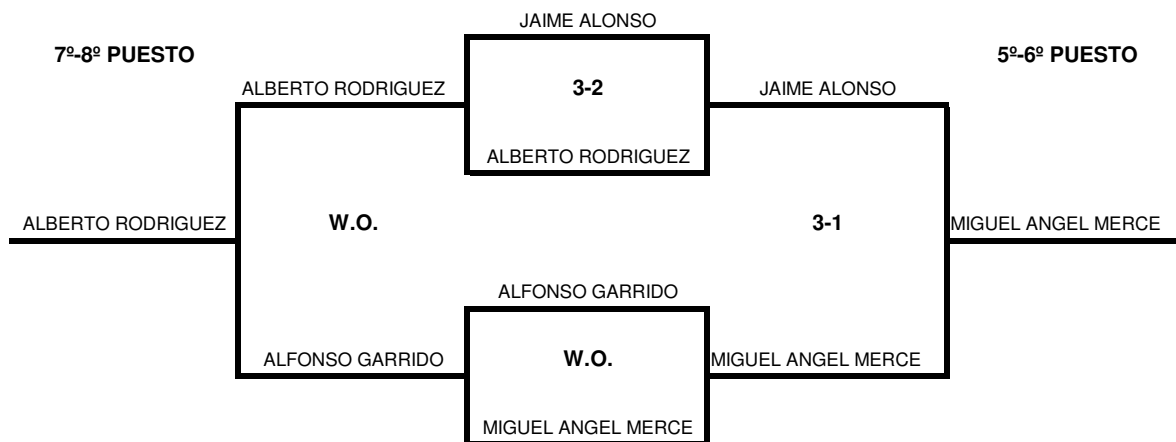 JAIME ALONSO
7º-8º PUESTO
5º-6º PUESTO
ALBERTO RODRIGUEZ
3-2
JAIME ALONSO
ALBERTO RODRIGUEZ
ALBERTO RODRIGUEZ
W.O.
3-1
MIGUEL ANGEL MERCE
ALFONSO GARRIDO
ALFONSO GARRIDO
W.O.
MIGUEL ANGEL MERCE
MIGUEL ANGEL MERCE